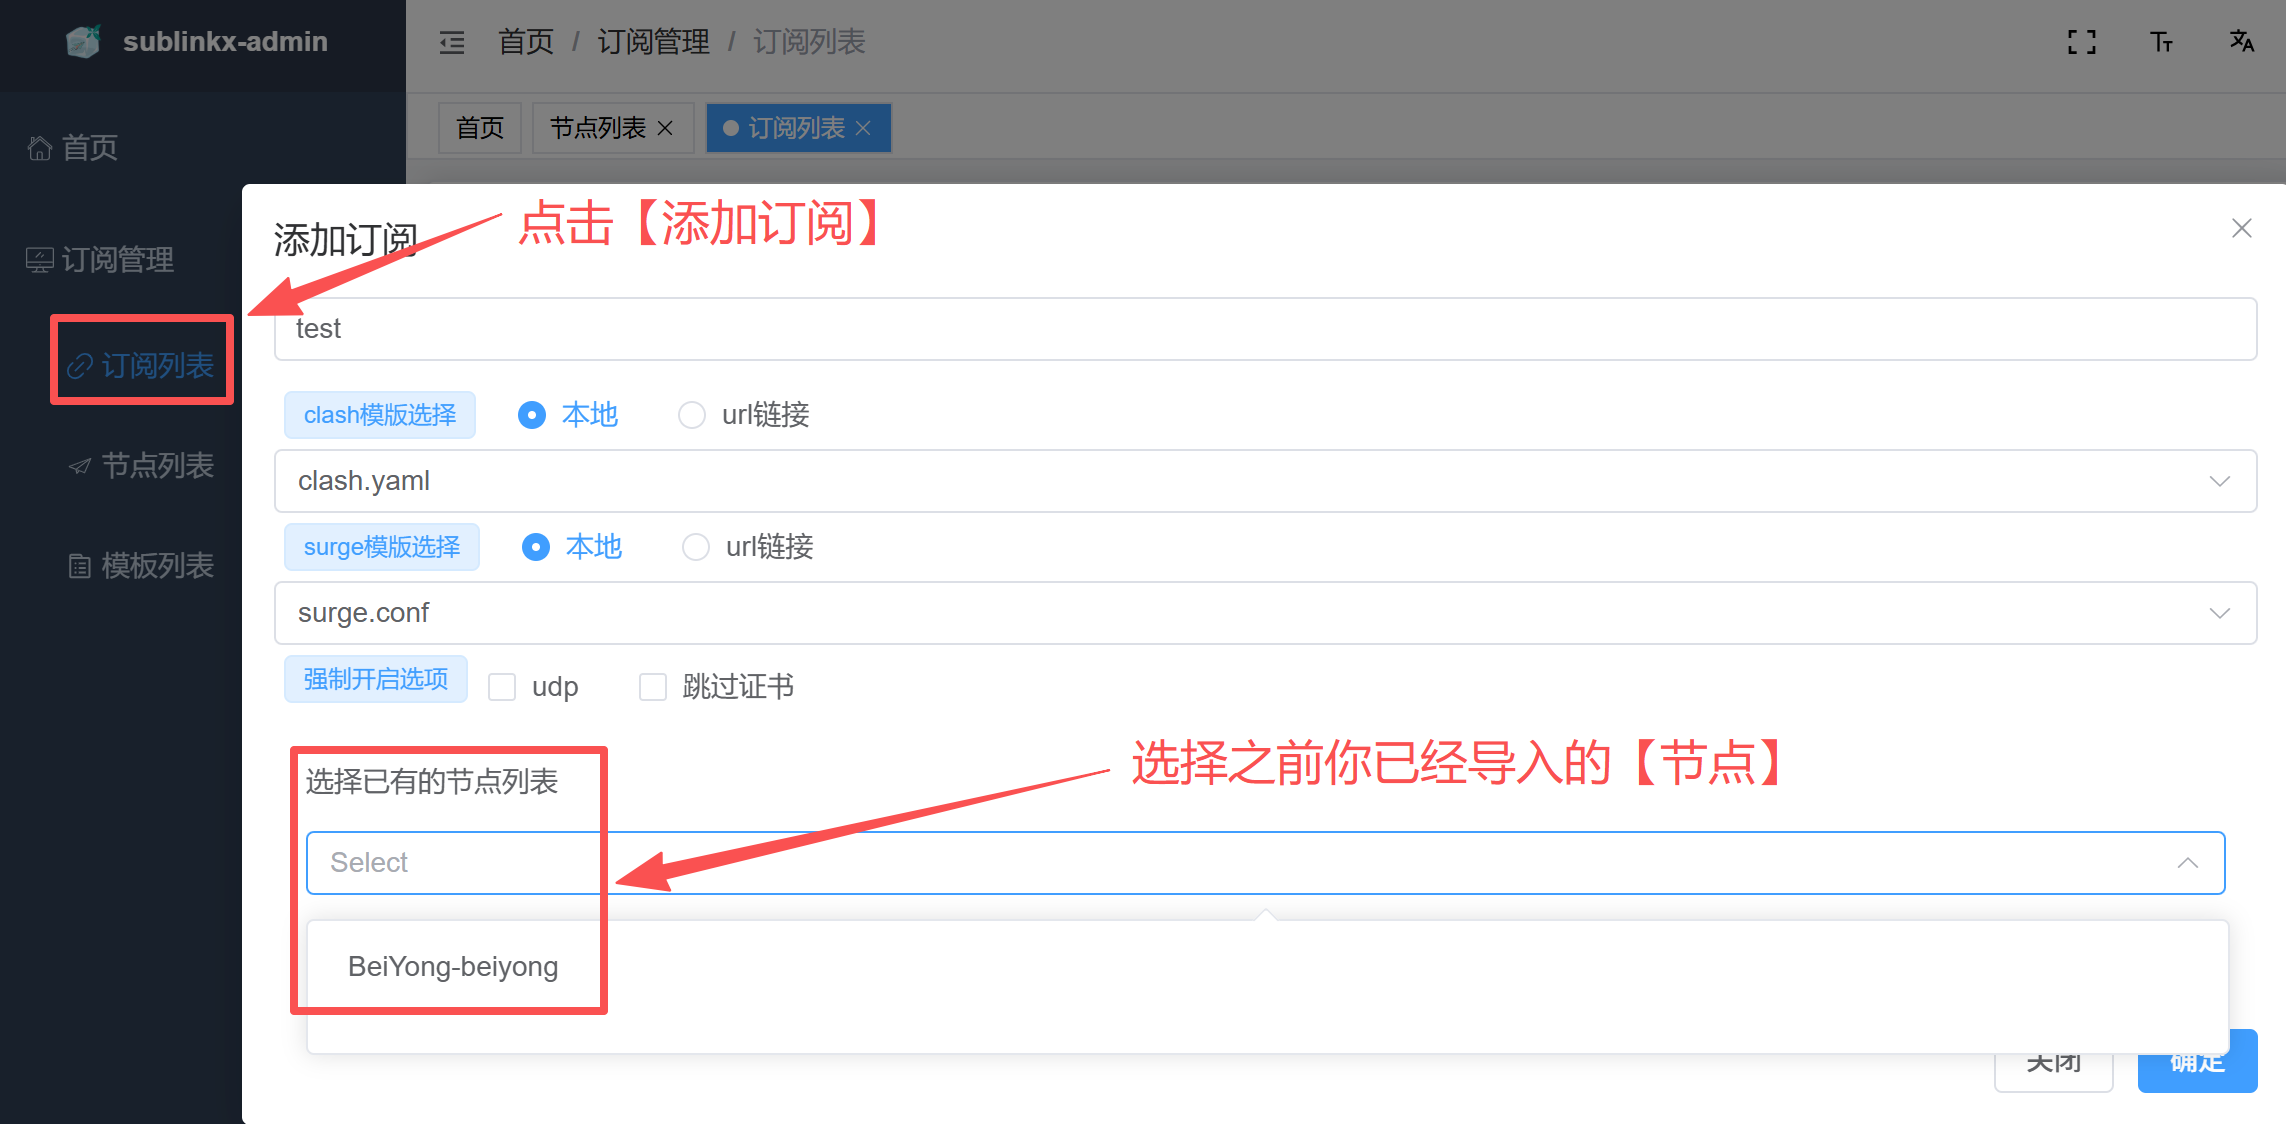 sublinkx-admin
首页 / 订阅管理 / 订阅列表
首页
节点列表
订阅列表
首页
订阅管理
订阅列表
节点列表
模板列表
添加订阅
点击【添加订阅】
test
clash模版选择 本地 url链接
clash.yaml
surge模版选择 本地 url链接
surge.conf
强制开启选项 udp 跳过证书
选择之前你已经导入的【节点】
选择已有的节点列表
Select
BeiYong-beiyong
关闭
确定